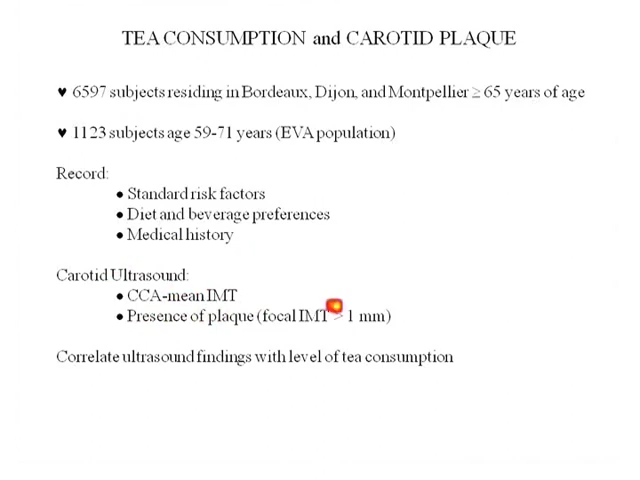 TEA CONSUMPTION and CAROTID PLAQUE
♥ 6597 subjects residing in Bordeaux, Dijon, and Montpellier ≥ 65 years of age
♥ 1123 subjects age 59-71 years (EVA population)
Record:
• Standard risk factors
• Diet and beverage preferences
• Medical history
Carotid Ultrasound:
• CCA-mean IMT
• Presence of plaque (focal IMT > 1 mm)
Correlate ultrasound findings with level of tea consumption